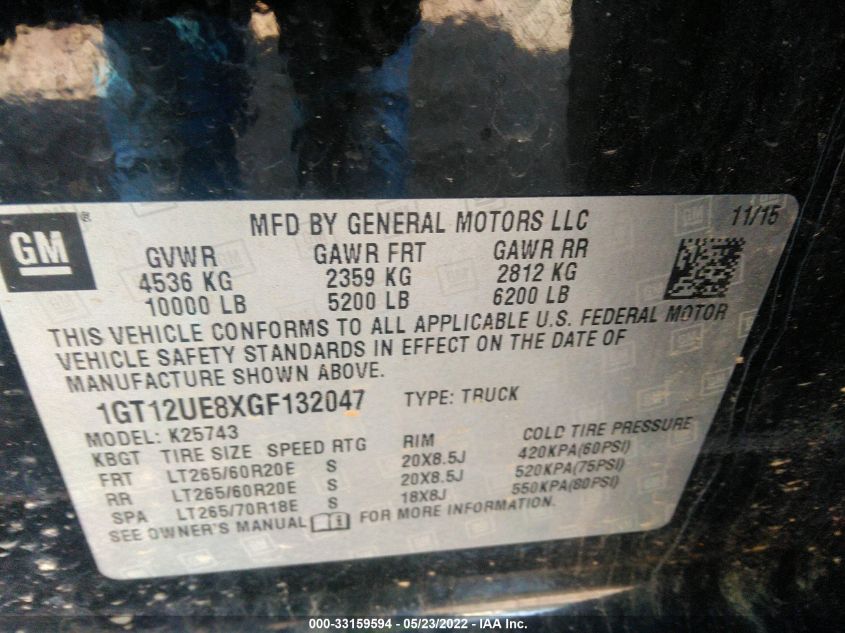 GM®
MFD BY GENERAL MOTORS LLC
11/15
GVWR GAWR FRT GAWR RR
4536 KG 2359 KG 2812 KG
10000 LB 5200 LB 6200 LB
THIS VEHICLE CONFORMS TO ALL APPLICABLE U.S. FEDERAL MOTOR
VEHICLE SAFETY STANDARDS IN EFFECT ON THE DATE OF
MANUFACTURE SHOWN ABOVE.
1GT12UE8XGF132047 TYPE: TRUCK
MODEL: K25743
KBGT TIRE SIZE SPEED RTG RIM COLD TIRE PRESSURE
FRT LT265/60R20E S 20X8.5J 420KPA(60PSI)
RR LT265/60R20E S 20X8.5J 520KPA(75PSI)
SPA LT265/70R18E S 18X8J 550KPA(80PSI)
SEE OWNER'S MANUAL FOR MORE INFORMATION.
000-33159594 - 05/23/2022 - IAA Inc.